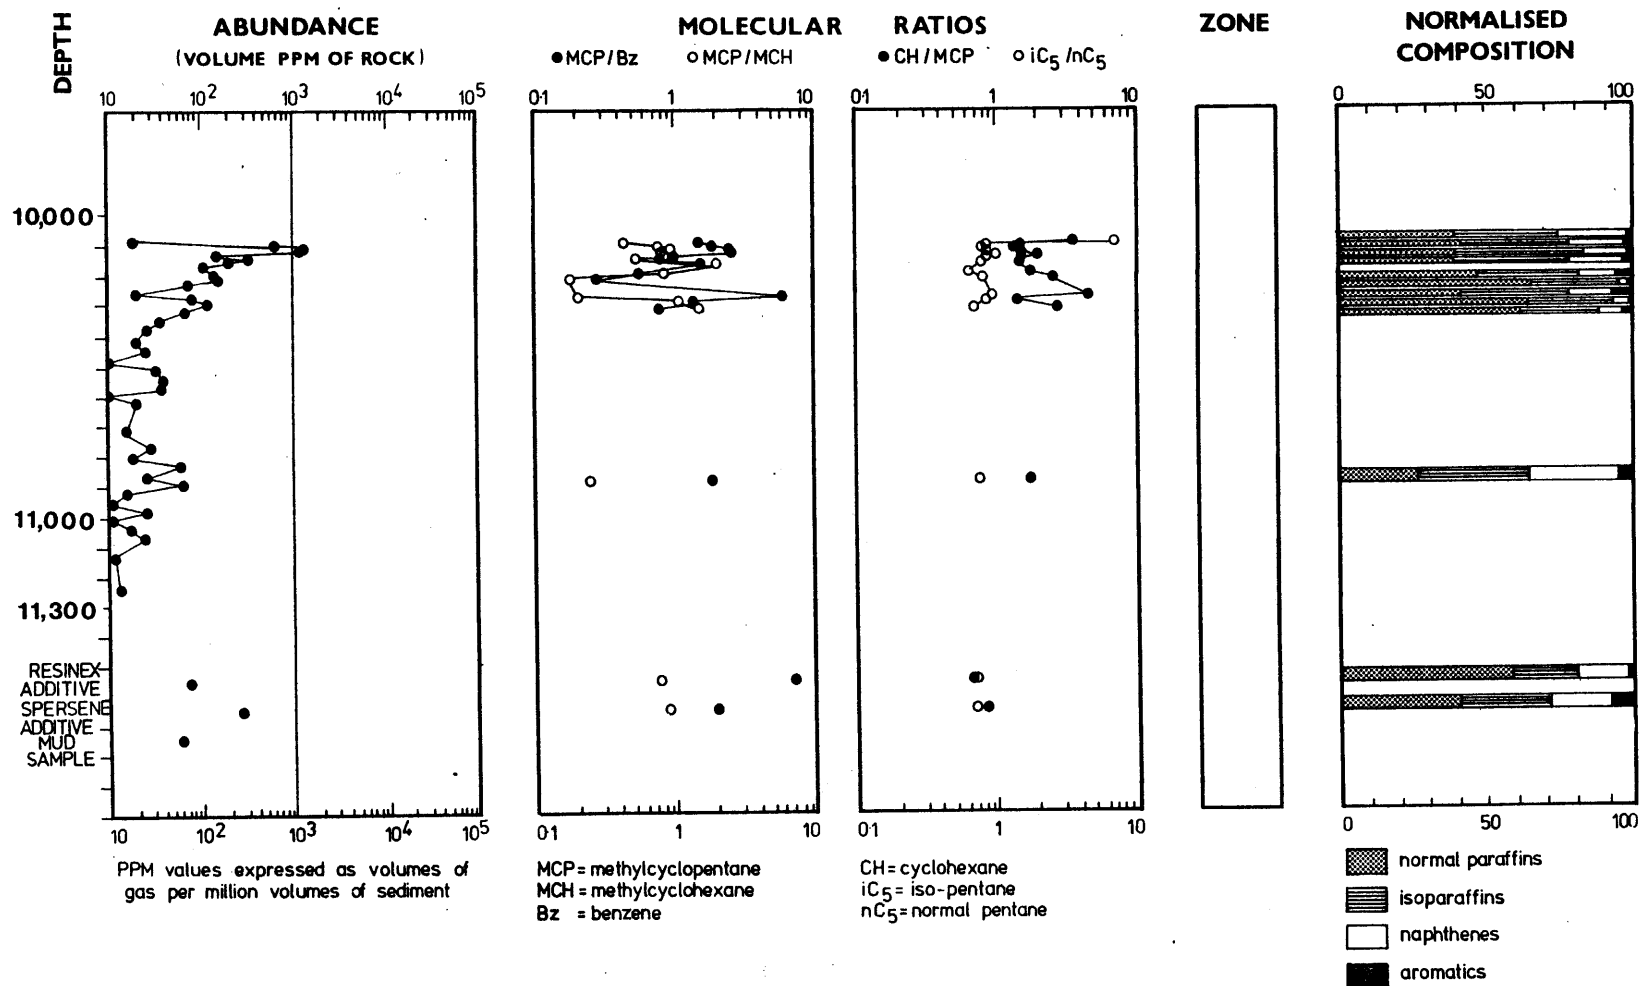 DEPTH
ABUNDANCE
(VOLUME PPM OF ROCK)
10 10² 10³ 10⁴ 10⁵
MOLECULAR RATIOS
●MCP/Bz ○MCP/MCH ●CH/MCP ○iC₅/nC₅
0·1 1 10
0·1 1 10
ZONE
NORMALISED
COMPOSITION
0 50 100
10,000
11,000
11,300
RESINEX
ADDITIVE
SPERSENE
ADDITIVE
MUD
SAMPLE
10 10² 10³ 10⁴ 10⁵
0·1 1 10
0·1 1 10
0 50 100
PPM values expressed as volumes of
gas per million volumes of sediment
MCP= methylcyclopentane
MCH = methylcyclohexane
Bz = benzene
CH= cyclohexane
iC₅= iso-pentane
nC₅=normal pentane
normal paraffins
isoparaffins
naphthenes
aromatics